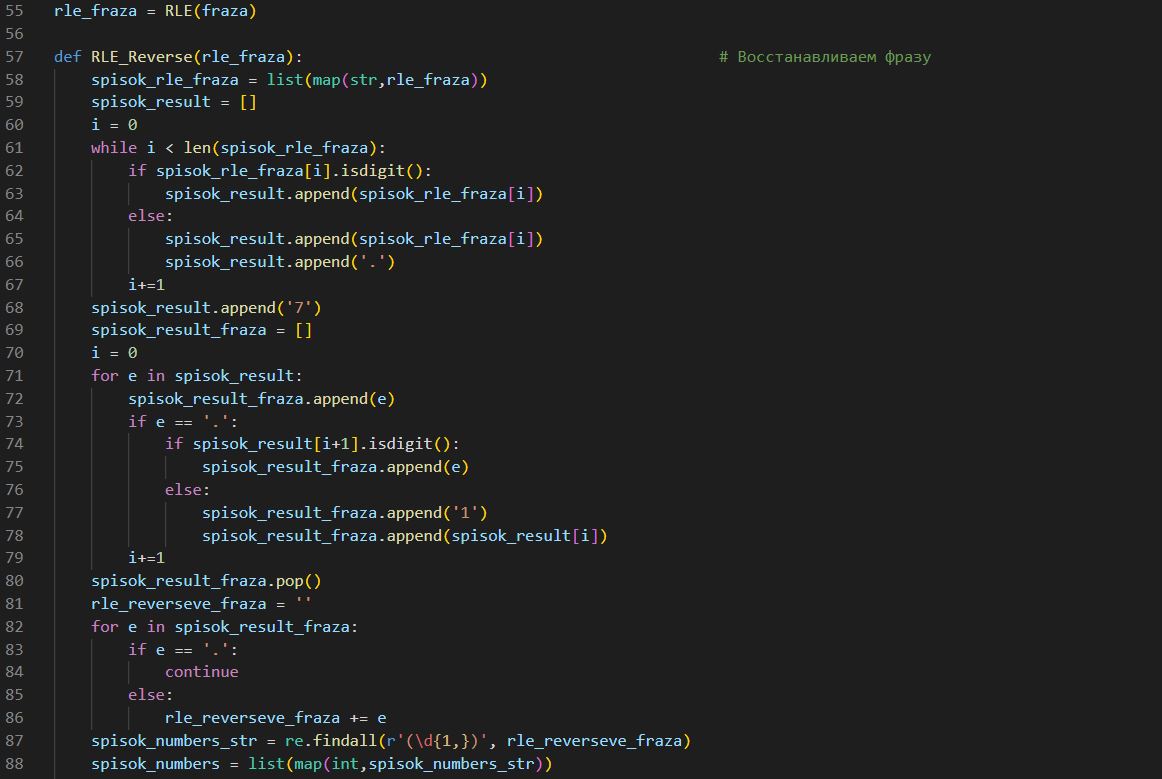 55 rle_fraza = RLE(fraza)
56
57 def RLE_Reverse(rle_fraza): # Восстанавливаем фразу
58 spisok_rle_fraza = list(map(str,rle_fraza))
59 spisok_result = []
60 i = 0
61 while i < len(spisok_rle_fraza):
62 if spisok_rle_fraza[i].isdigit():
63 spisok_result.append(spisok_rle_fraza[i])
64 else:
65 spisok_result.append(spisok_rle_fraza[i])
66 spisok_result.append('.')
67 i+=1
68 spisok_result.append('7')
69 spisok_result_fraza = []
70 i = 0
71 for e in spisok_result:
72 spisok_result_fraza.append(e)
73 if e == '.':
74 if spisok_result[i+1].isdigit():
75 spisok_result_fraza.append(e)
76 else:
77 spisok_result_fraza.append('1')
78 spisok_result_fraza.append(spisok_result[i])
79 i+=1
80 spisok_result_fraza.pop()
81 rle_reverseve_fraza = ''
82 for e in spisok_result_fraza:
83 if e == '.':
84 continue
85 else:
86 rle_reverseve_fraza += e
87 spisok_numbers_str = re.findall(r'(\d{1,})', rle_reverseve_fraza)
88 spisok_numbers = list(map(int,spisok_numbers_str))